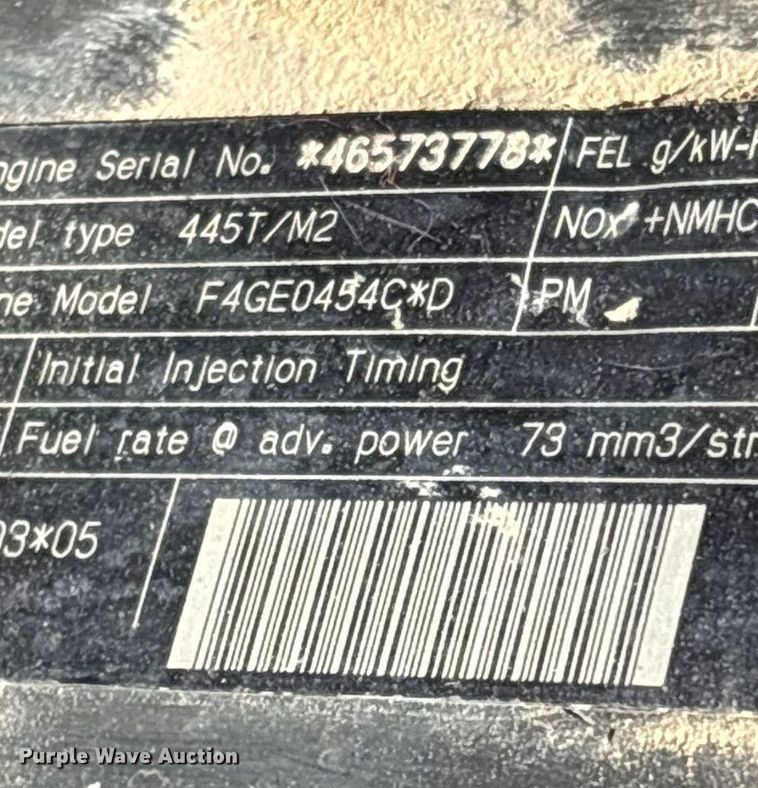 ngine Serial No. *46573778* FEL g/kW-h
del type 445T/M2 NOx +NMHC
ne Model F4GE0454C*D PM
Initial Injection Timing
Fuel rate @ adv. power 73 mm3/str
03*05
Purple Wave Auction